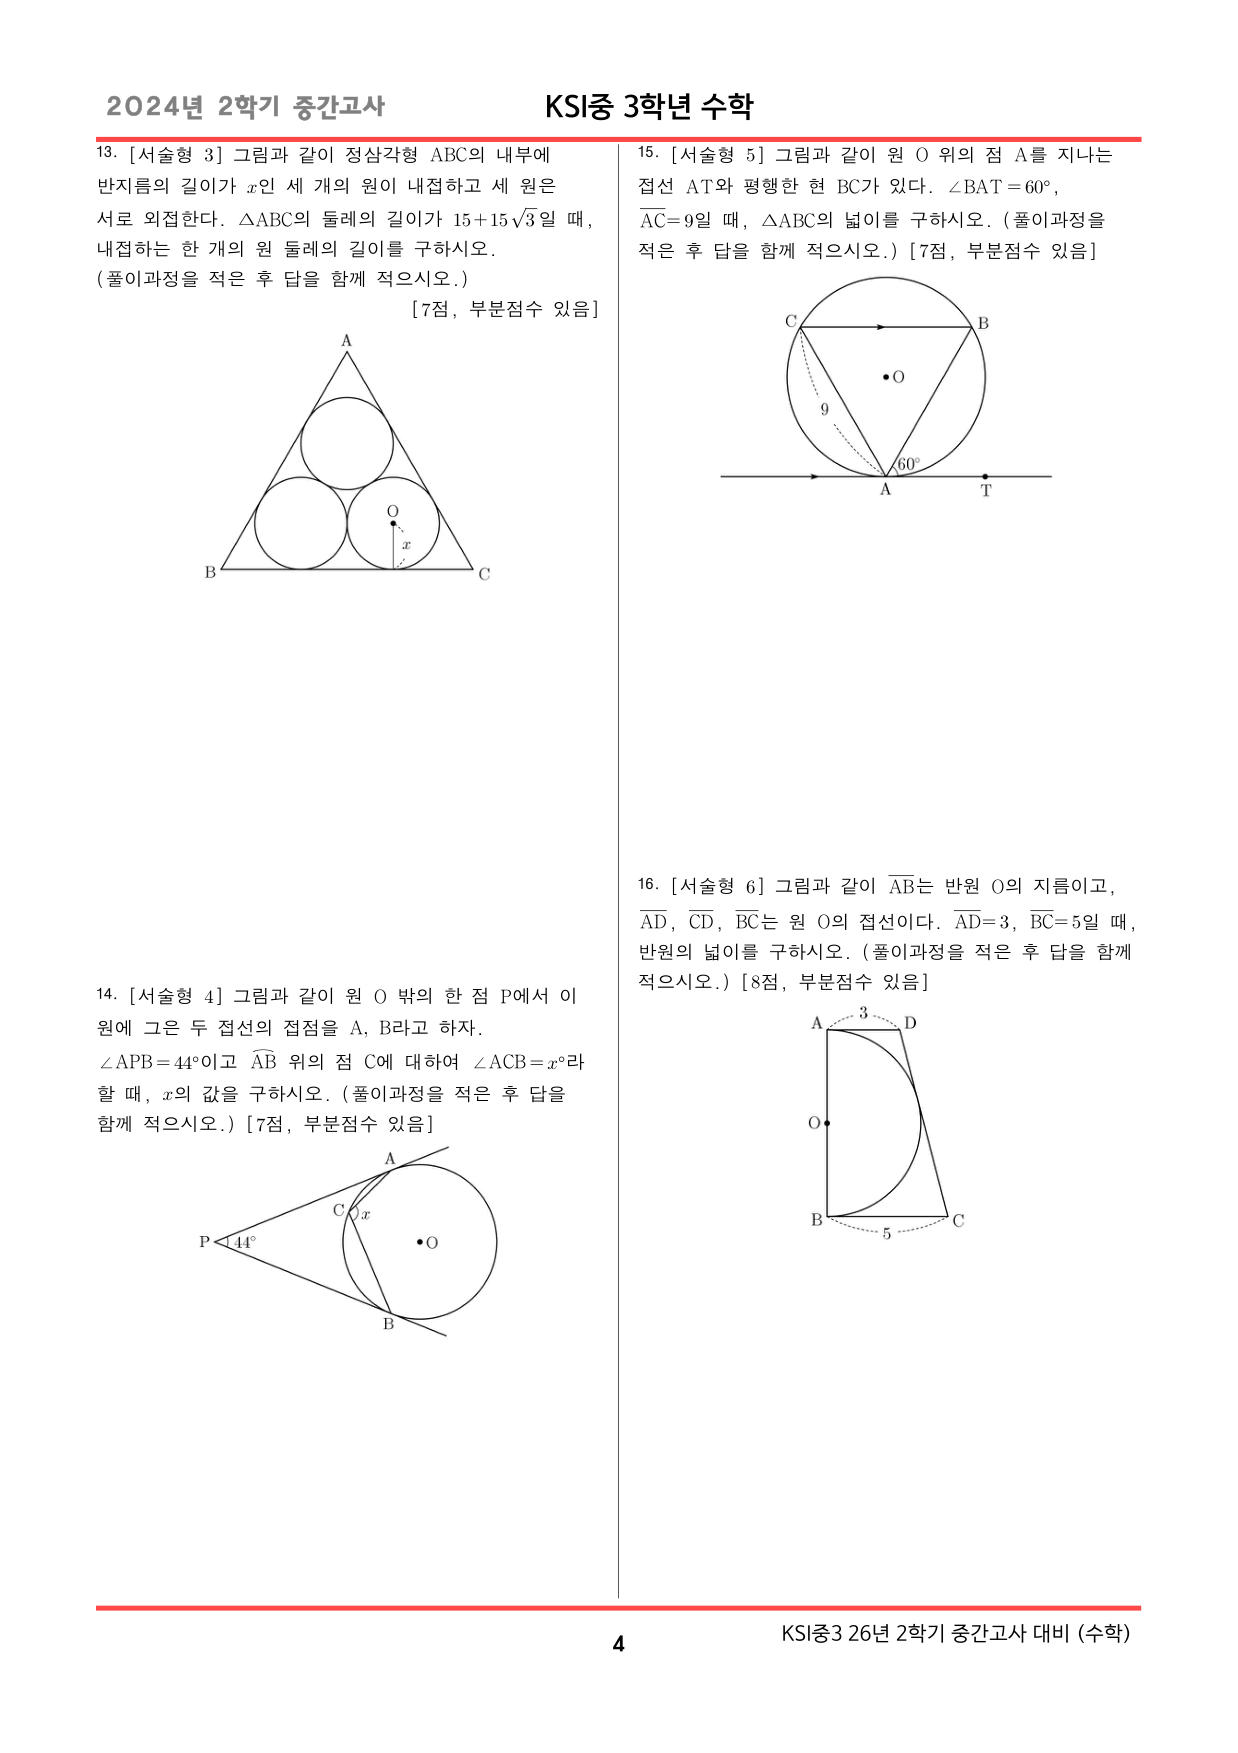 2024년 2학기 중간고사
KSI중 3학년 수학
13. [서술형 3] 그림과 같이 정삼각형 ABC의 내부에
반지름의 길이가 x인 세 개의 원이 내접하고 세 원은
서로 외접한다. △ABC의 둘레의 길이가 15+15√3일 때,
내접하는 한 개의 원 둘레의 길이를 구하시오.
(풀이과정을 적은 후 답을 함께 적으시오.)
[7점, 부분점수 있음]
A
O
x
B
C
14. [서술형 4] 그림과 같이 원 O 밖의 한 점 P에서 이
원에 그은 두 접선의 접점을 A, B라고 하자.
∠APB=44°이고 A͡B 위의 점 C에 대하여 ∠ACB=x°라
할 때, x의 값을 구하시오. (풀이과정을 적은 후 답을
함께 적으시오.) [7점, 부분점수 있음]
A
C x
P 44° O
B
15. [서술형 5] 그림과 같이 원 O 위의 점 A를 지나는
접선 AT와 평행한 현 BC가 있다. ∠BAT=60°,
A̅C̅=9일 때, △ABC의 넓이를 구하시오. (풀이과정을
적은 후 답을 함께 적으시오.) [7점, 부분점수 있음]
C B
O
9
60°
A T
16. [서술형 6] 그림과 같이 A̅B̅는 반원 O의 지름이고,
A̅D̅, C̅D̅, B̅C̅는 원 O의 접선이다. A̅D̅=3, B̅C̅=5일 때,
반원의 넓이를 구하시오. (풀이과정을 적은 후 답을 함께
적으시오.) [8점, 부분점수 있음]
3
A D
O
B C
5
4
KSI중3 26년 2학기 중간고사 대비 (수학)